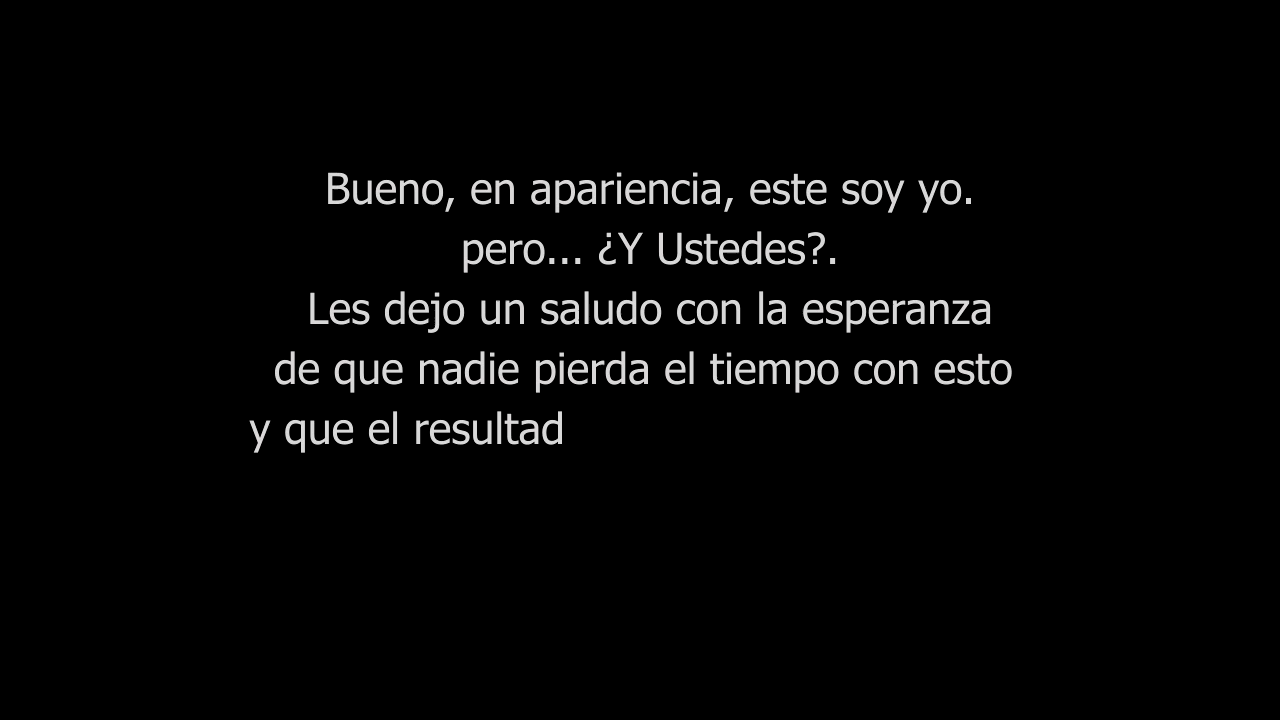 Bueno, en apariencia, este soy yo.
pero... ¿Y Ustedes?.
Les dejo un saludo con la esperanza
de que nadie pierda el tiempo con esto
y que el resultad